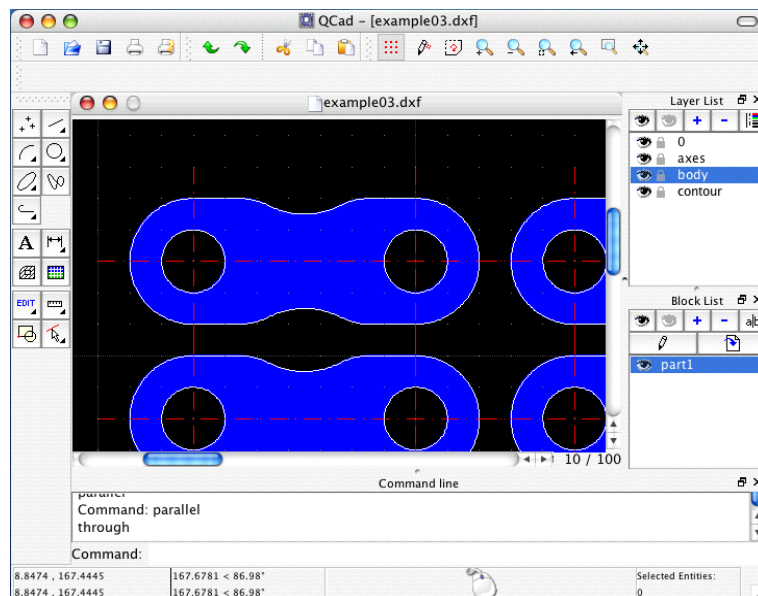 QCad - [example03.dxf]
example03.dxf
Layer List
0
axes
body
contour
Block List
part1
A
EDIT
10 / 100
Command line
parallel
Command: parallel
through
Command:
8.8474 , 167.4445
167.6781 < 86.98°
Selected Entities:
8.8474 , 167.4445
167.6781 < 86.98°
0